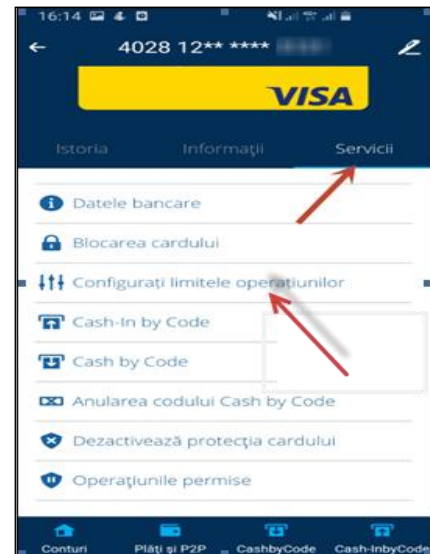 16:14
4028 12** ****
VISA
Istoria Informații Servicii
Datele bancare
Blocarea cardului
Configurați limitele operațiunilor
Cash-In by Code
Cash by Code
Anularea codului Cash by Code
Dezactivează protecția cardului
Operațiunile permise
Conturi Plăți și P2P CashbyCode Cash-InbyCode